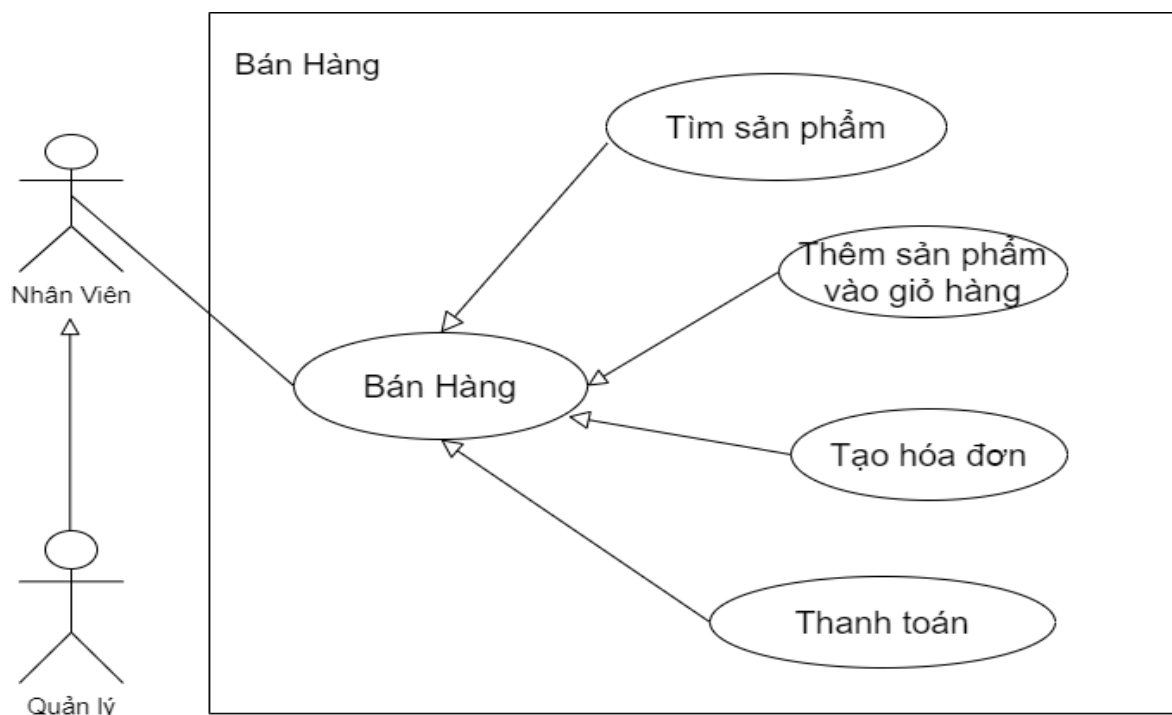 Bán Hàng
Tìm sản phẩm
Thêm sản phẩm
vào giỏ hàng
Nhân Viên
Bán Hàng
Tạo hóa đơn
Thanh toán
Quản lý